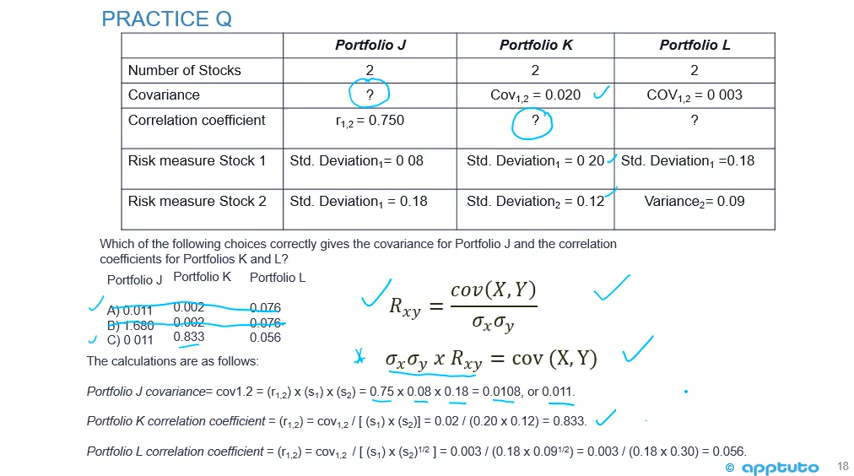 PRACTICE Q
Portfolio J Portfolio K Portfolio L
Number of Stocks 2 2 2
Covariance ? Cov1,2 = 0.020 COV1,2 = 0 003
Correlation coefficient r1,2 = 0.750 ? ?
Risk measure Stock 1 Std. Deviation1= 0 08 Std. Deviation1 = 0 20 Std. Deviation1 =0.18
Risk measure Stock 2 Std. Deviation1 = 0.18 Std. Deviation2 = 0.12 Variance2= 0.09
Which of the following choices correctly gives the covariance for Portfolio J and the correlation
coefficients for Portfolios K and L?
Portfolio J Portfolio K Portfolio L
A) 0.011 0.002 0.076
B) 1.680 0.002 0.076
C) 0 011 0.833 0.056
Rxy = cov(X, Y) / σxσy
σxσy x Rxy = cov (X, Y)
The calculations are as follows:
Portfolio J covariance= cov1.2 = (r1,2) x (s1) x (s2) = 0.75 x 0.08 x 0.18 = 0.0108, or 0.011.
Portfolio K correlation coefficient = (r1,2) = cov1,2 / [ (s1) x (s2)] = 0.02 / (0.20 x 0.12) = 0.833.
Portfolio L correlation coefficient = (r1,2) = cov1,2 / [ (s1) x (s2)1/2 ] = 0.003 / (0.18 x 0.091/2) = 0.003 / (0.18 x 0.30) = 0.056.
© apptuto 18